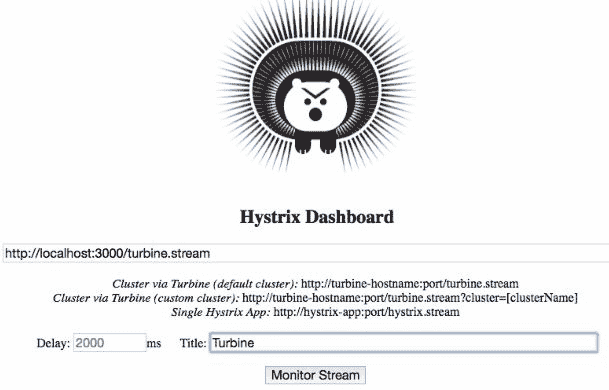 Hystrix Dashboard
http://localhost:3000/turbine.stream
Cluster via Turbine (default cluster): http://turbine-hostname:port/turbine.stream
Cluster via Turbine (custom cluster): http://turbine-hostname:port/turbine.stream?cluster=[clusterName]
Single Hystrix App: http://hystrix-app:port/hystrix.stream
Delay: 2000 ms Title: Turbine
Monitor Stream